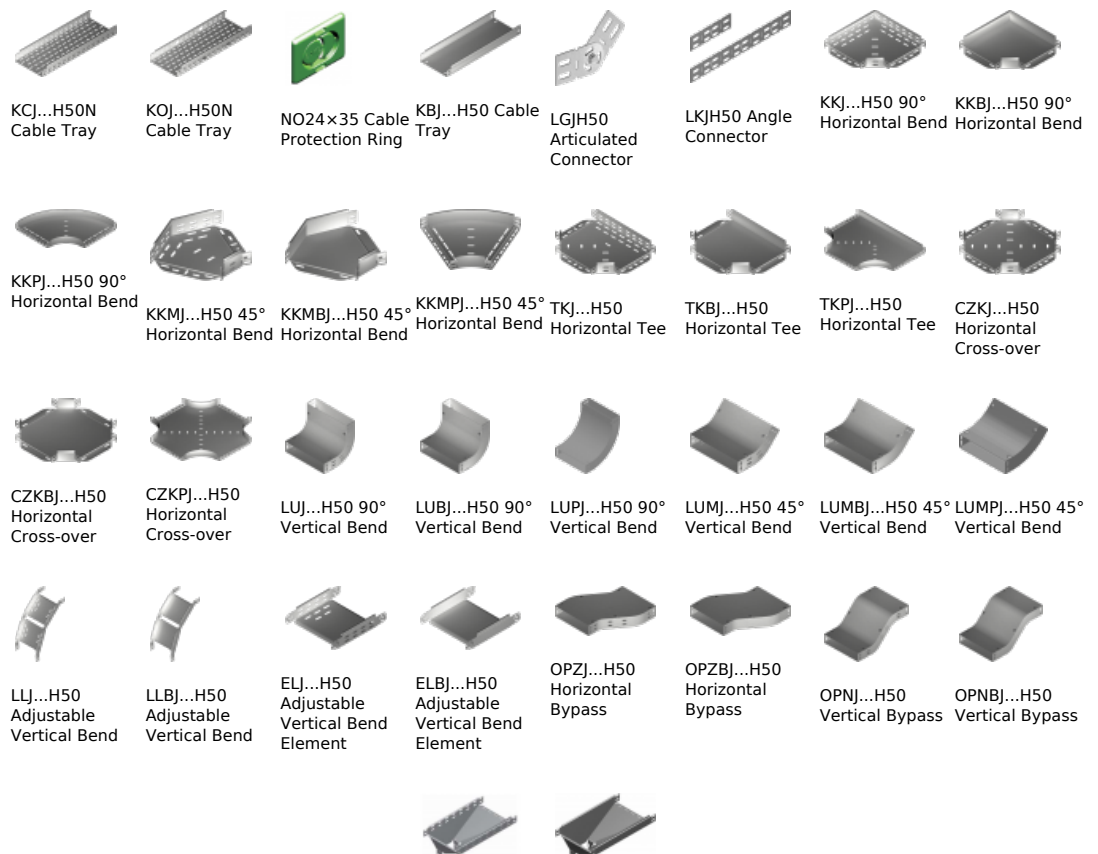 KCJ...H50N
Cable Tray
KOJ...H50N
Cable Tray
NO24×35 Cable
Protection Ring
KBJ...H50 Cable
Tray
LGJH50
Articulated
Connector
LKJH50 Angle
Connector
KKJ...H50 90°
Horizontal Bend
KKBJ...H50 90°
Horizontal Bend
KKPJ...H50 90°
Horizontal Bend
KKMJ...H50 45°
Horizontal Bend
KKMBJ...H50 45°
Horizontal Bend
KKMPJ...H50 45°
Horizontal Bend
TKJ...H50
Horizontal Tee
TKBJ...H50
Horizontal Tee
TKPJ...H50
Horizontal Tee
CZKJ...H50
Horizontal
Cross-over
CZKBJ...H50
Horizontal
Cross-over
CZKPJ...H50
Horizontal
Cross-over
LUJ...H50 90°
Vertical Bend
LUBJ...H50 90°
Vertical Bend
LUPJ...H50 90°
Vertical Bend
LUMJ...H50 45°
Vertical Bend
LUMBJ...H50 45°
Vertical Bend
LUMPJ...H50 45°
Vertical Bend
LLJ...H50
Adjustable
Vertical Bend
LLBJ...H50
Adjustable
Vertical Bend
ELJ...H50
Adjustable
Vertical Bend
Element
ELBJ...H50
Adjustable
Vertical Bend
Element
OPZJ...H50
Horizontal
Bypass
OPZBJ...H50
Horizontal
Bypass
OPNJ...H50
Vertical Bypass
OPNBJ...H50
Vertical Bypass